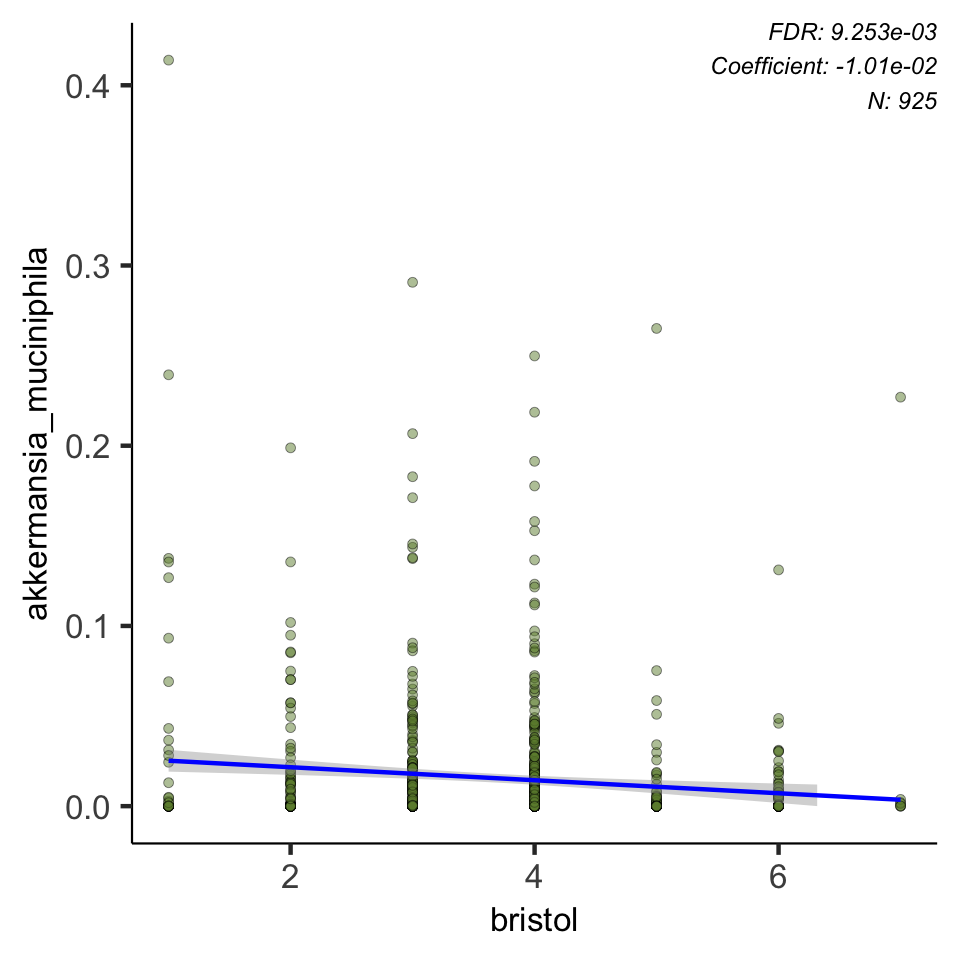 FDR: 9.253e-03
Coefficient: -1.01e-02
N: 925
akkermansia_muciniphila
0.4
0.3
0.2
0.1
0.0
2 4 6
bristol